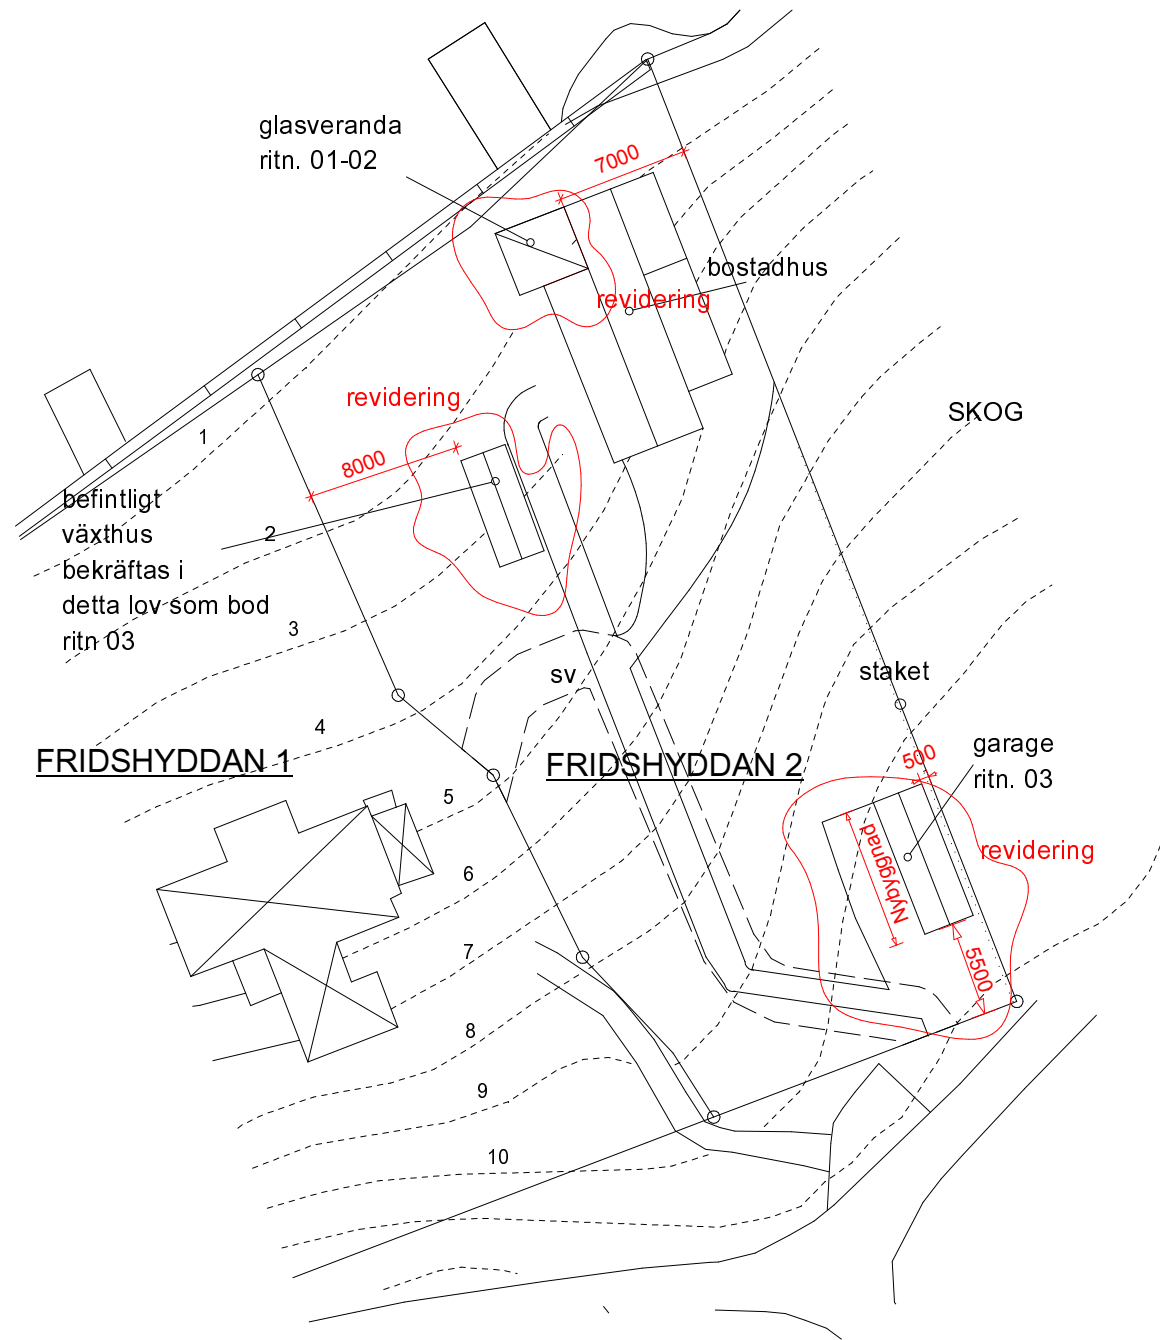 glasveranda
ritn. 01-02
7000
bostadhus
revidering
revidering
SKOG
1
8000
befintligt
växthus
bekräftas i
detta lov som bod
ritn 03
2
3
sv
staket
4
FRIDSHYDDAN 1
FRIDSHYDDAN 2
500
garage
ritn. 03
5
Nybyggnad
revidering
6
7
5500
8
9
10